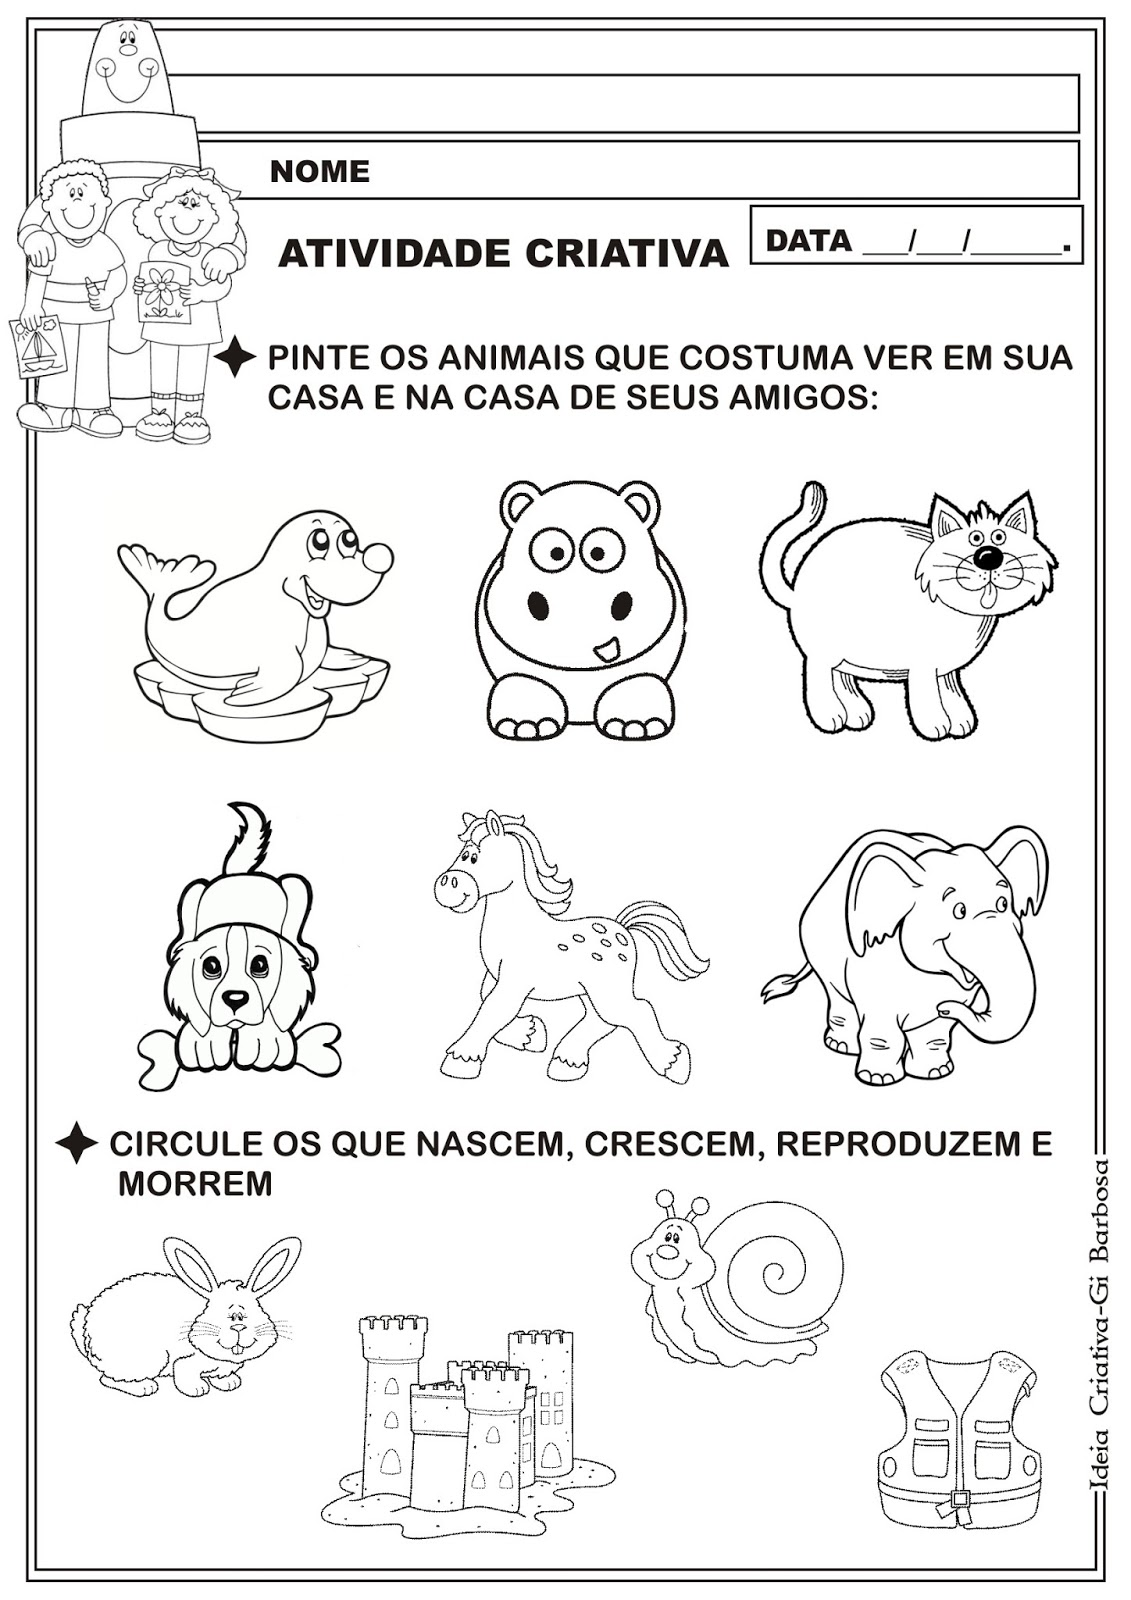 NOME
ATIVIDADE CRIATIVA
DATA ___/___/______.
PINTE OS ANIMAIS QUE COSTUMA VER EM SUA
CASA E NA CASA DE SEUS AMIGOS:
CIRCULE OS QUE NASCEM, CRESCEM, REPRODUZEM E
MORREM
Ideia Criativa-Gi Barbosa